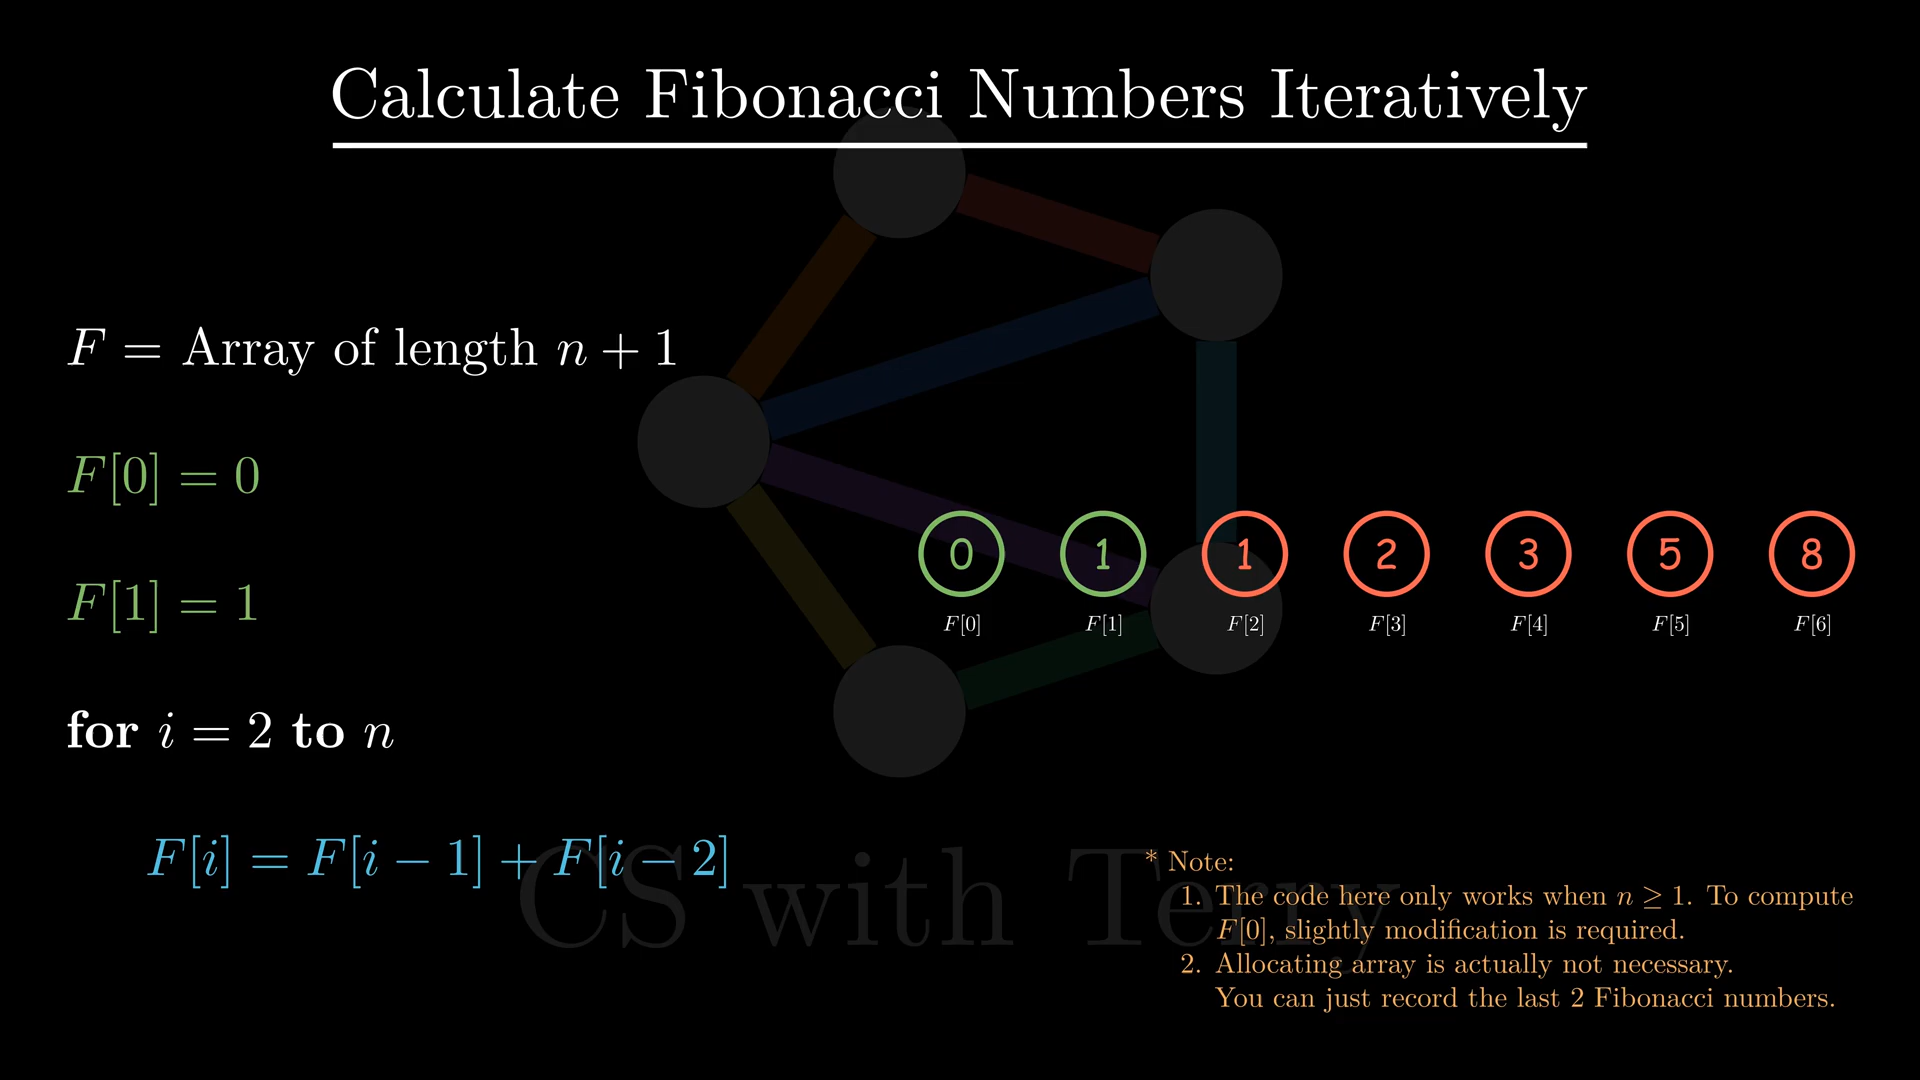 Calculate Fibonacci Numbers Iteratively
F = Array of length n + 1
F[0] = 0
F[1] = 1
for i = 2 to n
F[i] = F[i − 1] + F[i − 2]
0 1 1 2 3 5 8
F[0] F[1] F[2] F[3] F[4] F[5] F[6]
* Note:
1. The code here only works when n ≥ 1. To compute
F[0], slightly modification is required.
2. Allocating array is actually not necessary.
You can just record the last 2 Fibonacci numbers.
CS with Terry